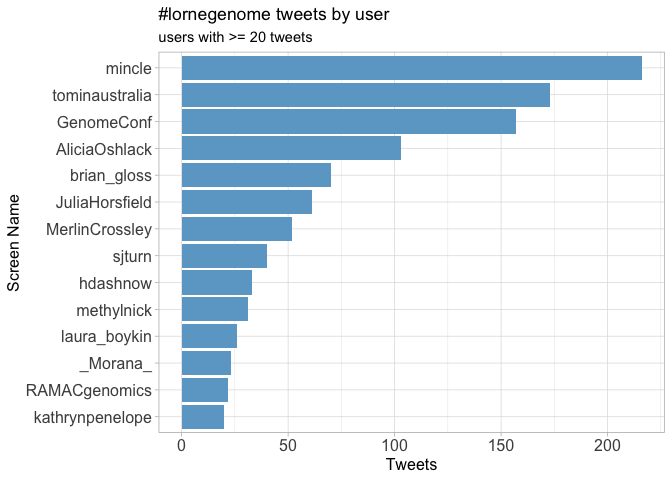 #lornegenome tweets by user
users with >= 20 tweets
Screen Name
mincle
tominaustralia
GenomeConf
AliciaOshlack
brian_gloss
JuliaHorsfield
MerlinCrossley
sjturn
hdashnow
methylnick
laura_boykin
_Morana_
RAMACgenomics
kathrynpenelope
0 50 100 150 200
Tweets